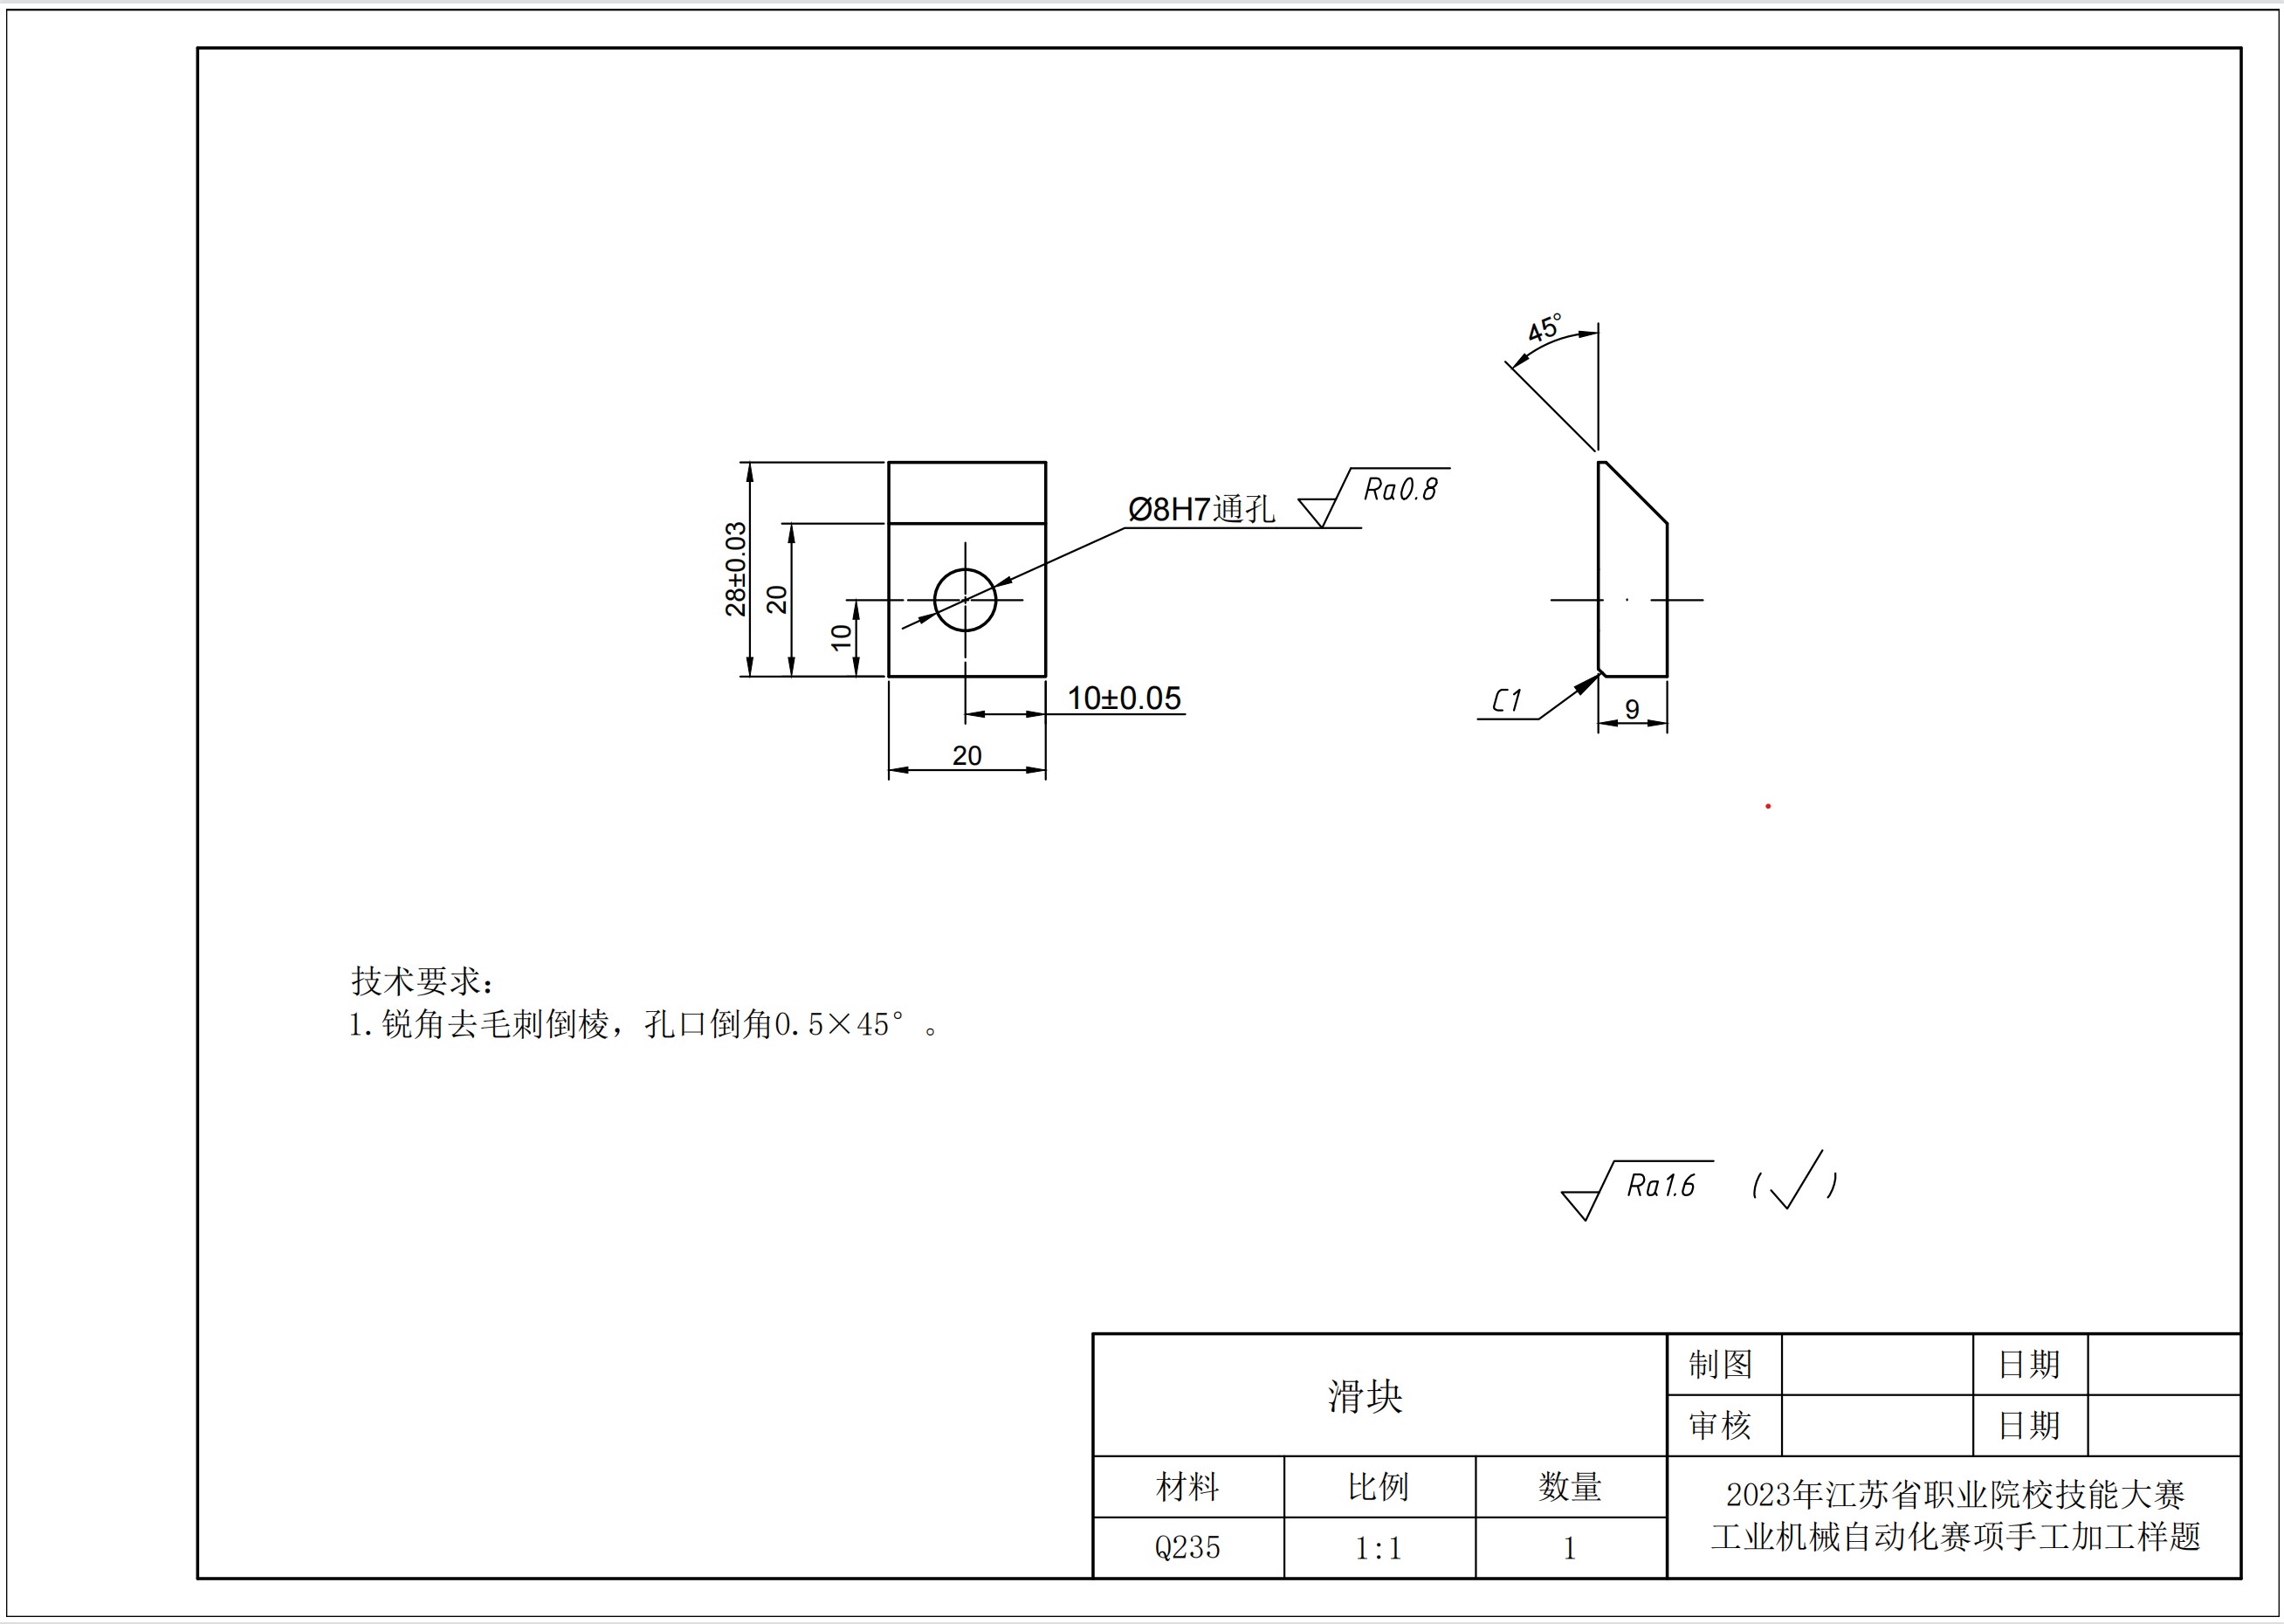 45°
Ø8H7通孔
Ra0.8
28±0.03
20
10
10±0.05
20
C1
9
技术要求：
1.锐角去毛刺倒棱，孔口倒角0.5×45°。
Ra1.6 (√)
滑块
制图 日期
审核 日期
材料 比例 数量
Q235 1:1 1
2023年江苏省职业院校技能大赛
工业机械自动化赛项手工加工样题